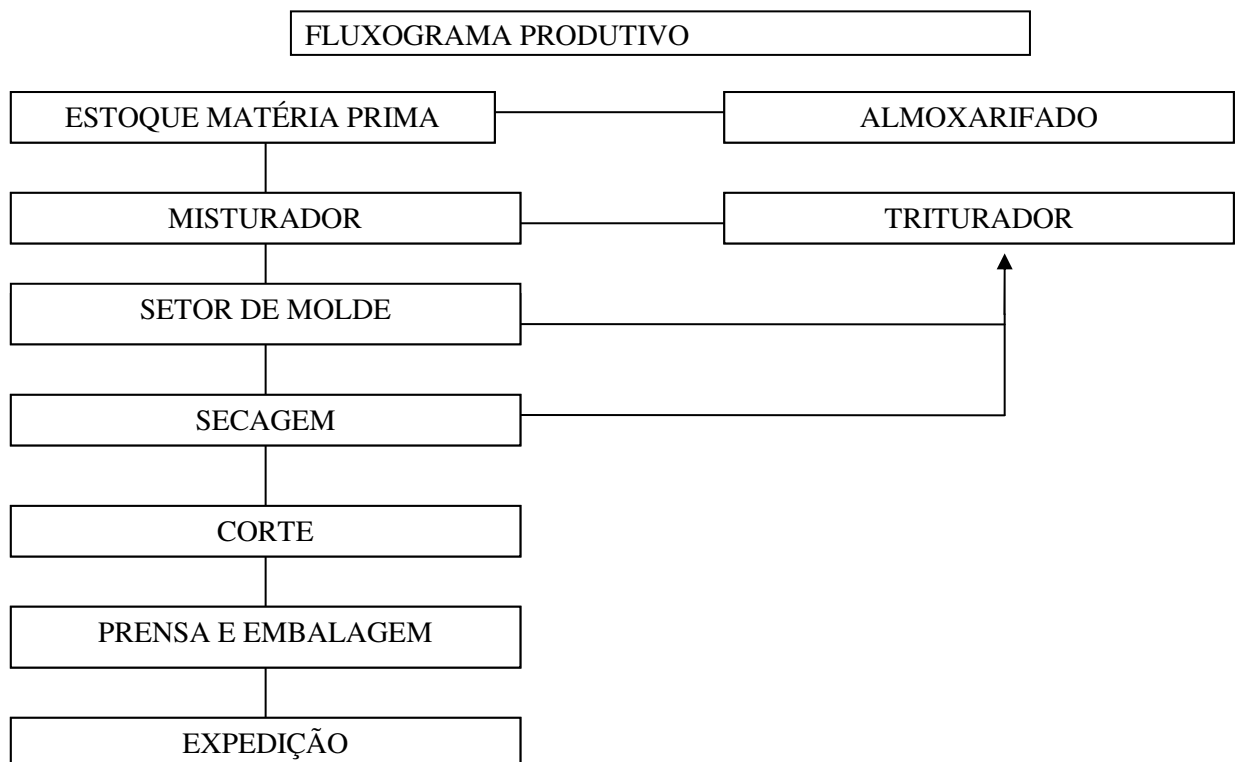 FLUXOGRAMA PRODUTIVO
ESTOQUE MATÉRIA PRIMA
ALMOXARIFADO
MISTURADOR
TRITURADOR
SETOR DE MOLDE
SECAGEM
CORTE
PRENSA E EMBALAGEM
EXPEDIÇÃO